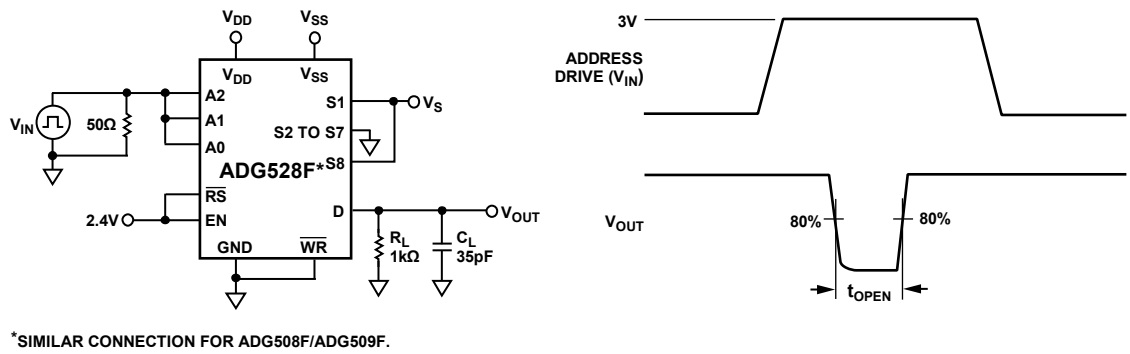 VDD
VSS
VDD
VSS
VIN
50Ω
A2
A1
A0
S1
VS
S2 TO S7
S8
ADG528F*
RS
2.4V
EN
D
VOUT
GND
WR
RL
1kΩ
CL
35pF
*SIMILAR CONNECTION FOR ADG508F/ADG509F.
3V
ADDRESS
DRIVE (VIN)
VOUT
80%
80%
tOPEN